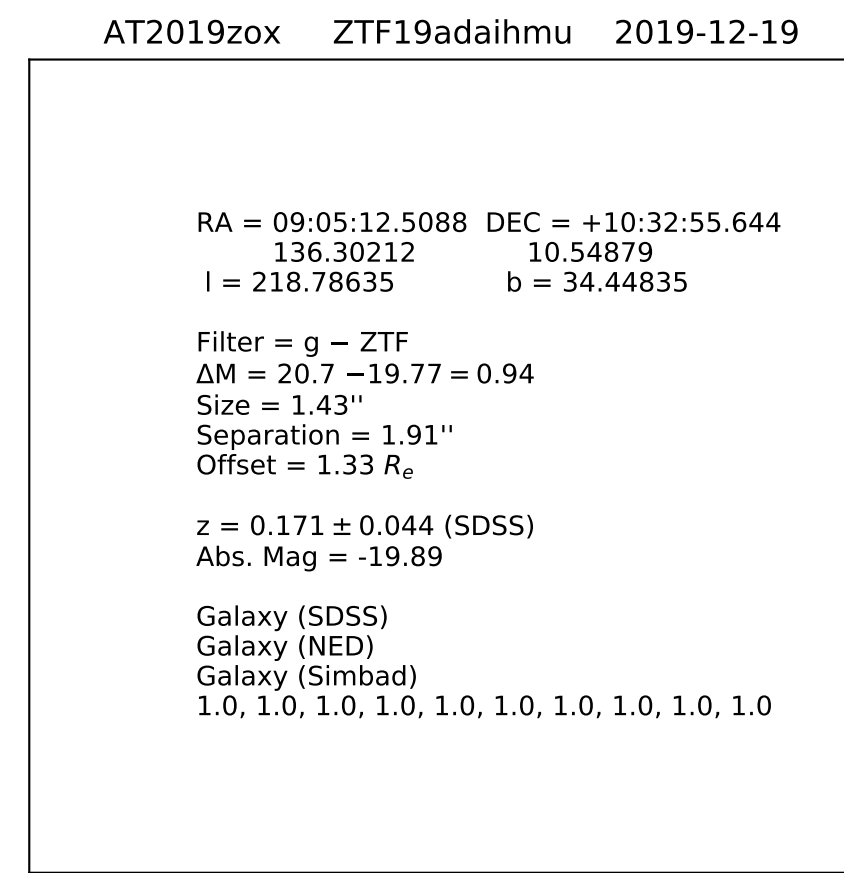 AT2019zox ZTF19adaihmu 2019-12-19
RA = 09:05:12.5088 DEC = +10:32:55.644
136.30212 10.54879
l = 218.78635 b = 34.44835
Filter = g − ZTF
ΔM = 20.7 −19.77 = 0.94
Size = 1.43''
Separation = 1.91''
Offset = 1.33 Re
z = 0.171 ± 0.044 (SDSS)
Abs. Mag = -19.89
Galaxy (SDSS)
Galaxy (NED)
Galaxy (Simbad)
1.0, 1.0, 1.0, 1.0, 1.0, 1.0, 1.0, 1.0, 1.0, 1.0